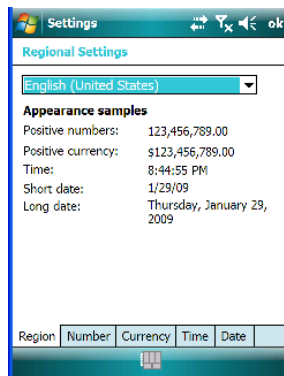 Settings ok
Regional Settings
English (United States)
Appearance samples
Positive numbers: 123,456,789.00
Positive currency: $123,456,789.00
Time: 8:44:55 PM
Short date: 1/29/09
Long date: Thursday, January 29,
2009
Region Number Currency Time Date